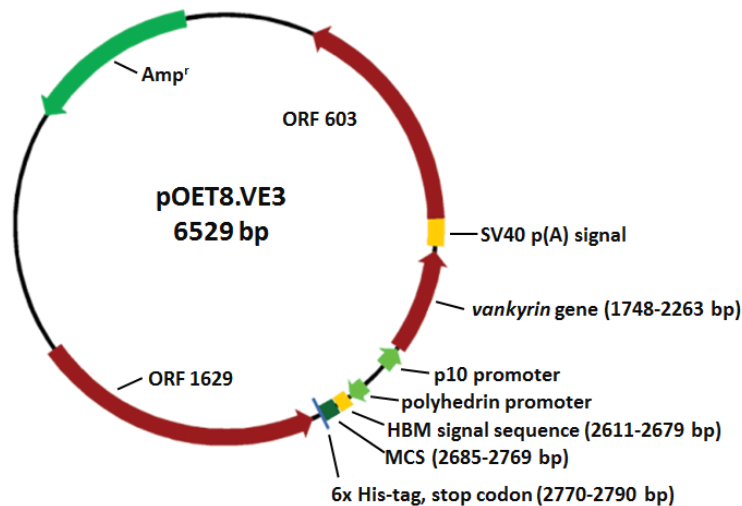 Ampʳ
ORF 603
pOET8.VE3
6529 bp
SV40 p(A) signal
vankyrin gene (1748-2263 bp)
p10 promoter
ORF 1629
polyhedrin promoter
HBM signal sequence (2611-2679 bp)
MCS (2685-2769 bp)
6x His-tag, stop codon (2770-2790 bp)